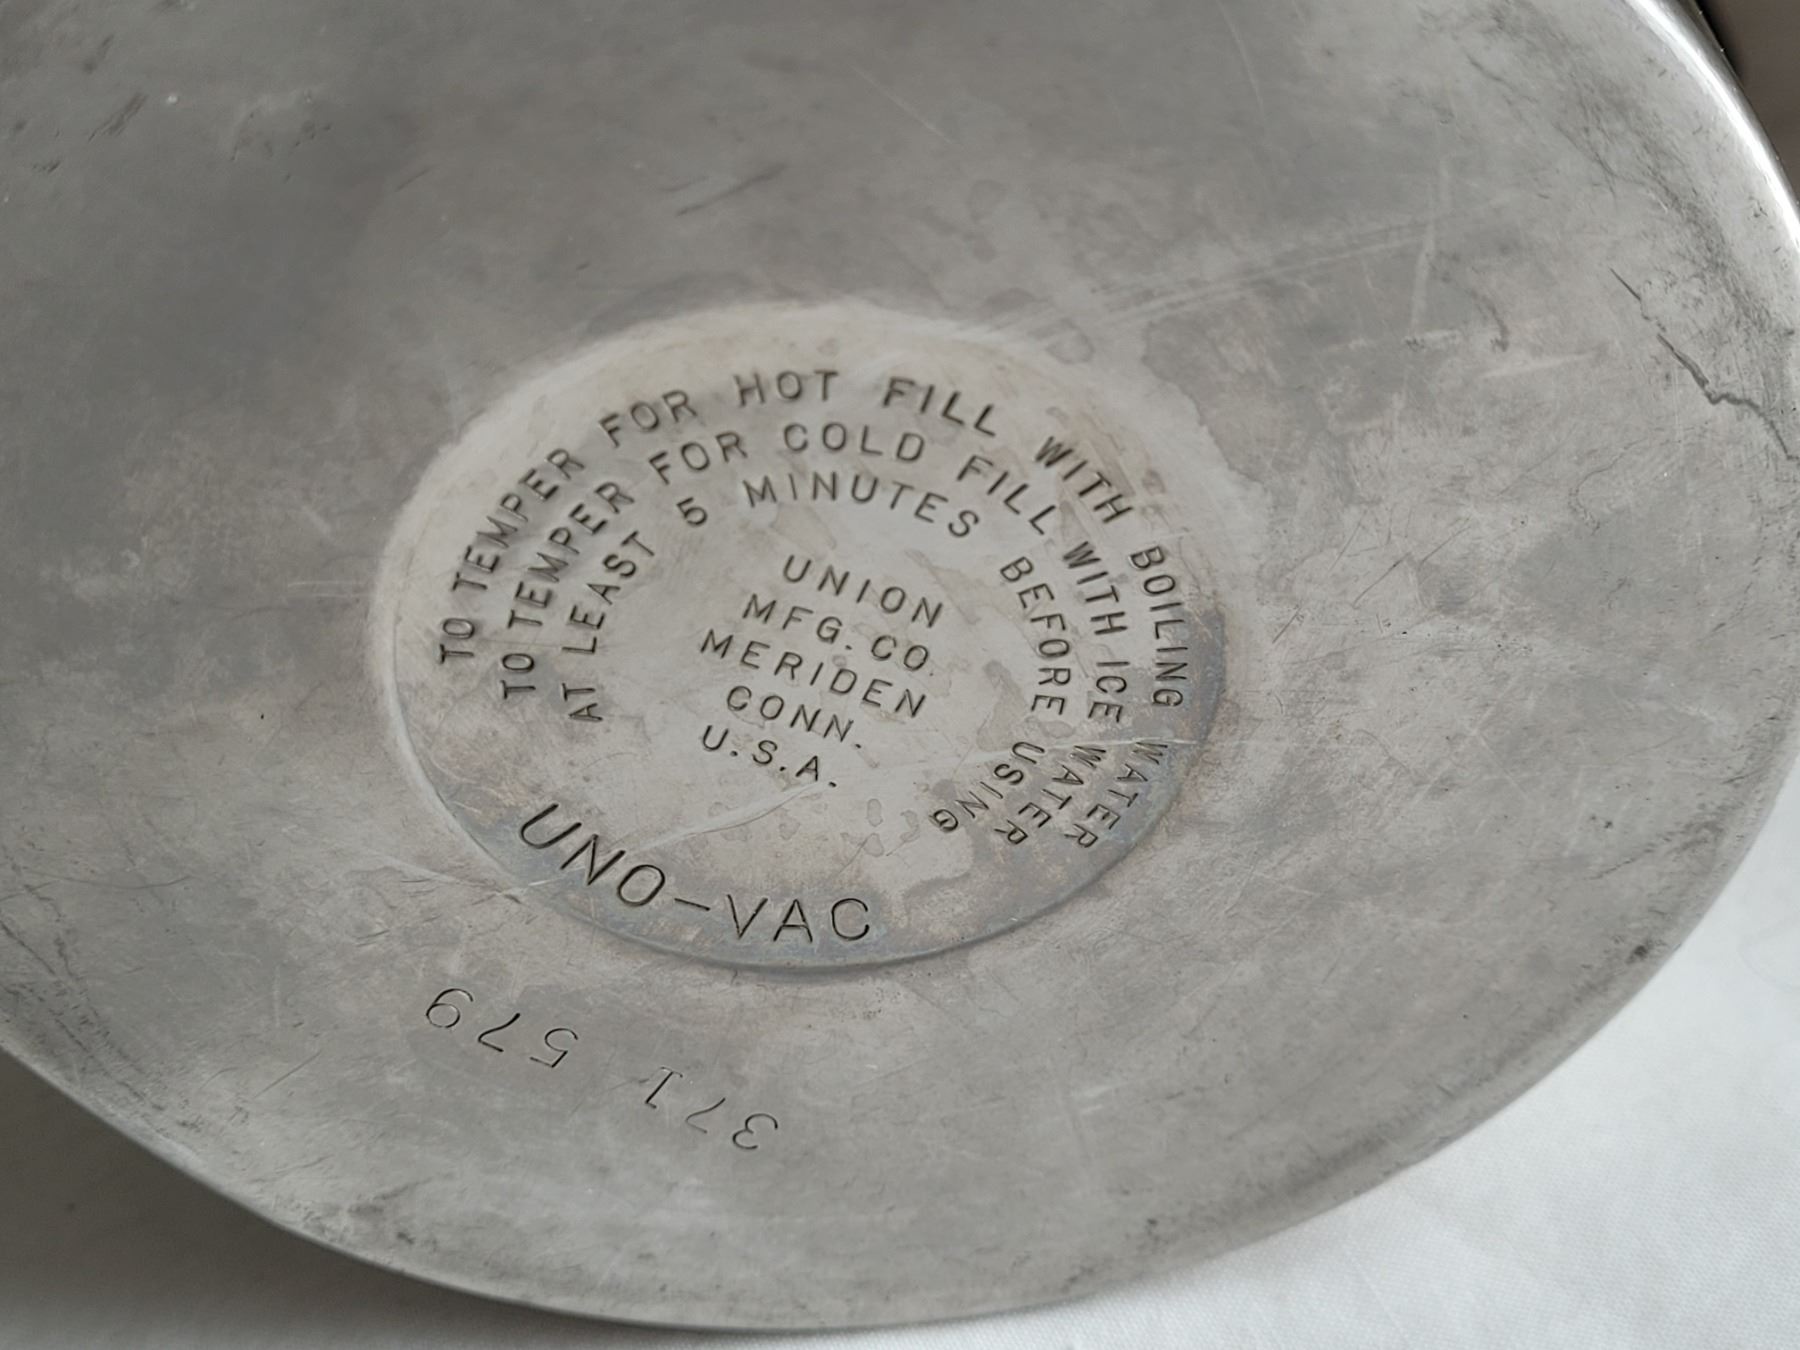 TO TEMPER FOR HOT FILL WITH BOILING WATER
TO TEMPER FOR COLD FILL WITH ICE WATER
AT LEAST 5 MINUTES BEFORE USING
UNION
MFG. CO.
MERIDEN
CONN.
U.S.A.
UNO-VAC
371 579